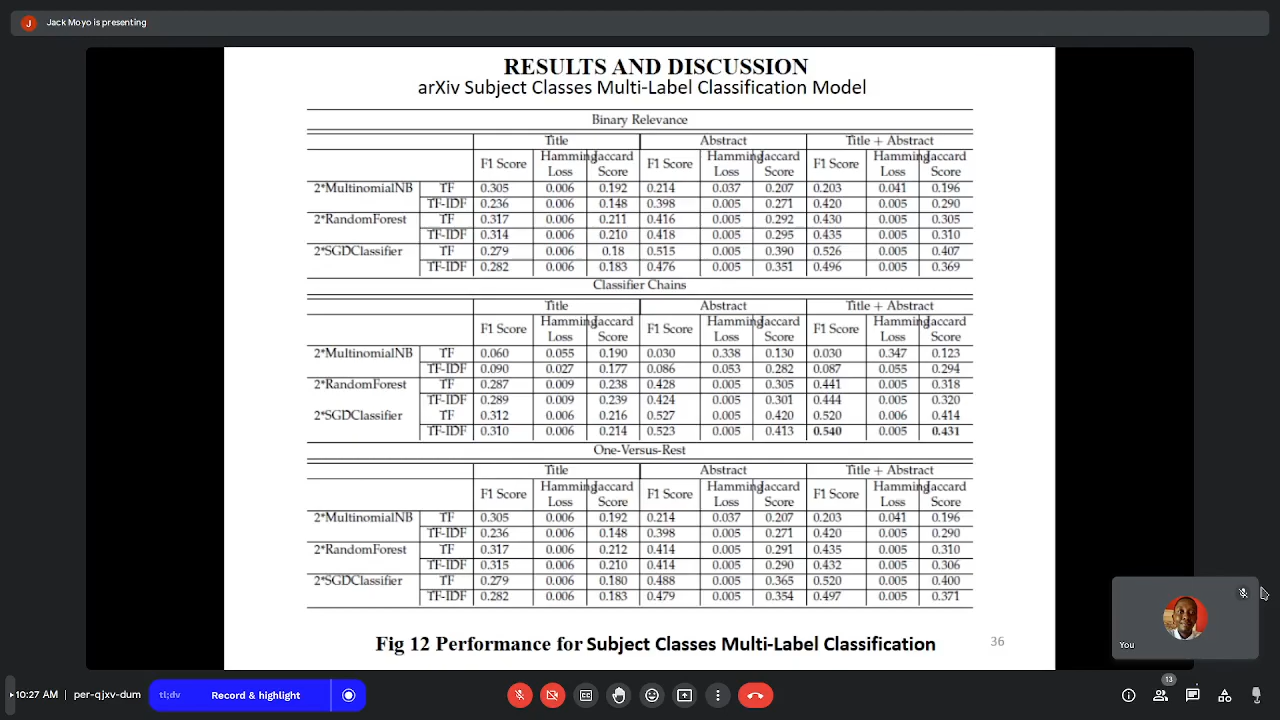 Jack Moyo is presenting
RESULTS AND DISCUSSION
arXiv Subject Classes Multi-Label Classification Model
Binary Relevance
Title Abstract Title + Abstract
F1 Score Hamming Loss Jaccard Score F1 Score Hamming Loss Jaccard Score F1 Score Hamming Loss Jaccard Score
2*MultinomialNB TF 0.305 0.006 0.192 0.214 0.037 0.207 0.203 0.041 0.196
TF-IDF 0.236 0.006 0.148 0.398 0.005 0.271 0.420 0.005 0.290
2*RandomForest TF 0.317 0.006 0.211 0.416 0.005 0.292 0.430 0.005 0.305
TF-IDF 0.314 0.006 0.210 0.418 0.005 0.295 0.435 0.005 0.310
2*SGDClassifier TF 0.279 0.006 0.18 0.515 0.005 0.390 0.526 0.005 0.407
TF-IDF 0.282 0.006 0.183 0.476 0.005 0.351 0.496 0.005 0.369
Classifier Chains
Title Abstract Title + Abstract
F1 Score Hamming Loss Jaccard Score F1 Score Hamming Loss Jaccard Score F1 Score Hamming Loss Jaccard Score
2*MultinomialNB TF 0.060 0.055 0.190 0.030 0.338 0.130 0.030 0.347 0.123
TF-IDF 0.090 0.027 0.177 0.086 0.053 0.282 0.087 0.055 0.294
2*RandomForest TF 0.287 0.009 0.238 0.428 0.005 0.305 0.441 0.005 0.318
TF-IDF 0.289 0.009 0.239 0.424 0.005 0.301 0.444 0.005 0.320
2*SGDClassifier TF 0.312 0.006 0.216 0.527 0.005 0.420 0.520 0.006 0.414
TF-IDF 0.310 0.006 0.214 0.523 0.005 0.413 0.540 0.005 0.431
One-Versus-Rest
Title Abstract Title + Abstract
F1 Score Hamming Loss Jaccard Score F1 Score Hamming Loss Jaccard Score F1 Score Hamming Loss Jaccard Score
2*MultinomialNB TF 0.305 0.006 0.192 0.214 0.037 0.207 0.203 0.041 0.196
TF-IDF 0.236 0.006 0.148 0.398 0.005 0.271 0.420 0.005 0.290
2*RandomForest TF 0.317 0.006 0.212 0.414 0.005 0.291 0.435 0.005 0.310
TF-IDF 0.315 0.006 0.210 0.414 0.005 0.290 0.432 0.005 0.306
2*SGDClassifier TF 0.279 0.006 0.180 0.488 0.005 0.365 0.520 0.005 0.400
TF-IDF 0.282 0.006 0.183 0.479 0.005 0.354 0.497 0.005 0.371
Fig 12 Performance for Subject Classes Multi-Label Classification
36
You
10:27 AM | per-qjxv-dum
tl;dv Record & highlight
13
J